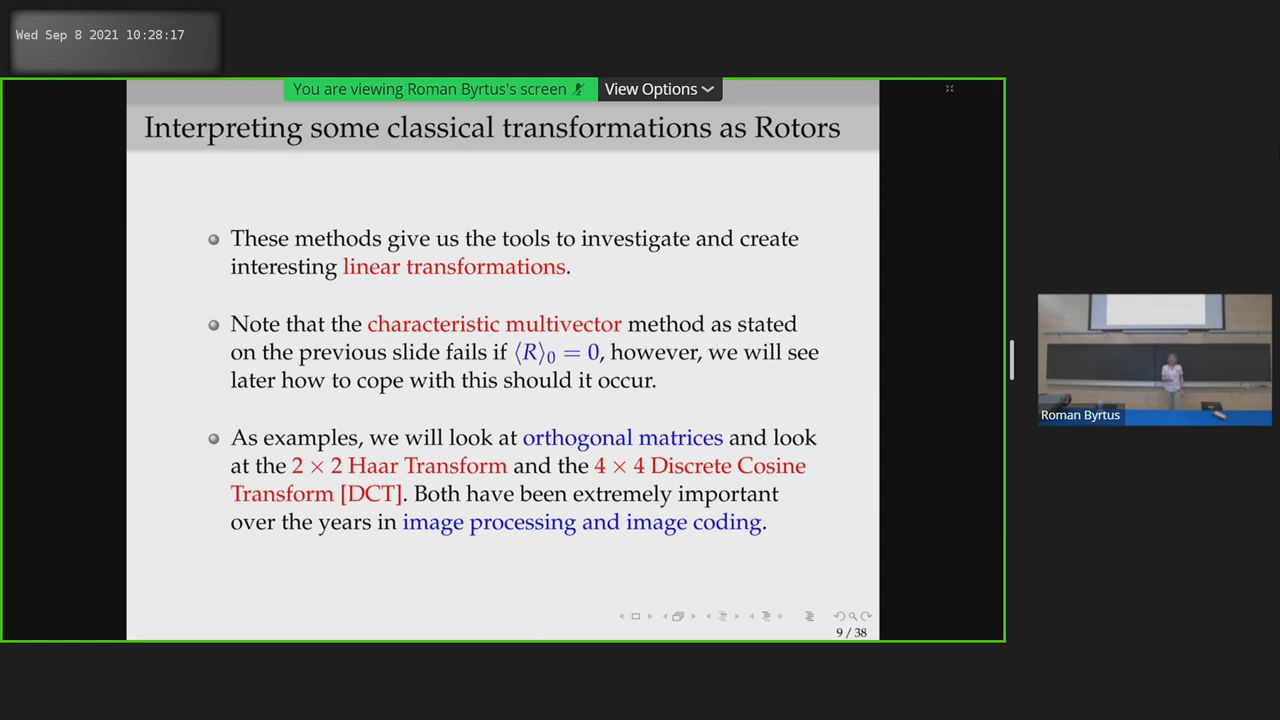 Wed Sep 8 2021 10:28:17
You are viewing Roman Byrtus's screen
View Options
Interpreting some classical transformations as Rotors
These methods give us the tools to investigate and create
interesting linear transformations.
Note that the characteristic multivector method as stated
on the previous slide fails if ⟨R⟩₀ = 0, however, we will see
later how to cope with this should it occur.
As examples, we will look at orthogonal matrices and look
at the 2 × 2 Haar Transform and the 4 × 4 Discrete Cosine
Transform [DCT]. Both have been extremely important
over the years in image processing and image coding.
9 / 38
Roman Byrtus